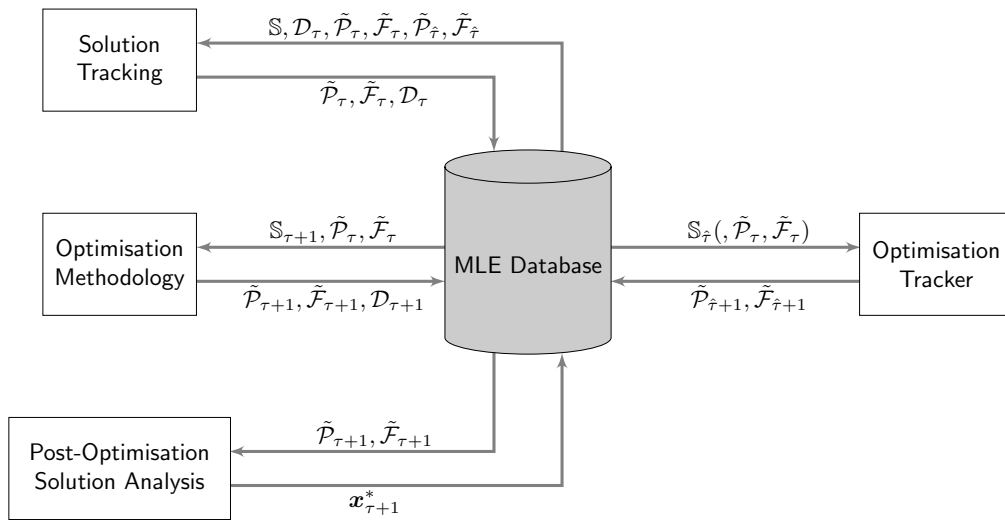 𝕊, 𝒟_τ, 𝒫̃_τ, ℱ̃_τ, 𝒫̃_τ̂, ℱ̃_τ̂
Solution
Tracking
𝒫̃_τ, ℱ̃_τ, 𝒟_τ
𝕊_{τ+1}, 𝒫̃_τ, ℱ̃_τ
Optimisation
Methodology
𝒫̃_{τ+1}, ℱ̃_{τ+1}, 𝒟_{τ+1}
MLE Database
𝕊_τ̂(, 𝒫̃_τ, ℱ̃_τ)
Optimisation
Tracker
𝒫̃_{τ̂+1}, ℱ̃_{τ̂+1}
𝒫̃_{τ+1}, ℱ̃_{τ+1}
Post-Optimisation
Solution Analysis
𝒙*_{τ+1}